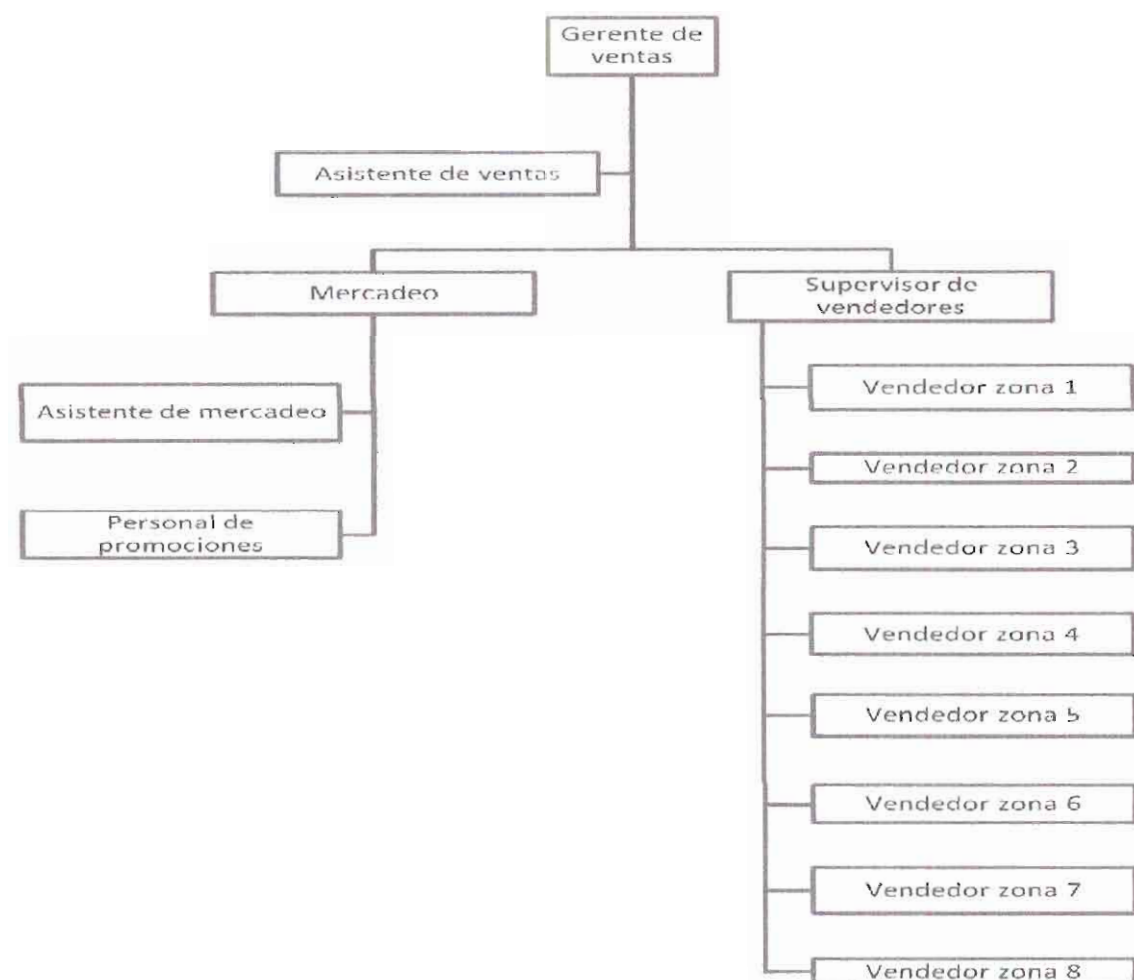 Gerente de
ventas
Asistente de ventas
Mercadeo
Supervisor de
vendedores
Asistente de mercadeo
Personal de
promociones
Vendedor zona 1
Vendedor zona 2
Vendedor zona 3
Vendedor zona 4
Vendedor zona 5
Vendedor zona 6
Vendedor zona 7
Vendedor zona 8